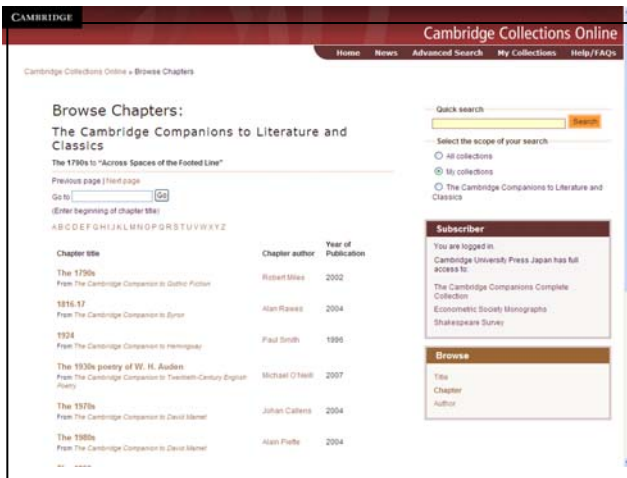 CAMBRIDGE
Cambridge Collections Online
Home News Advanced Search My Collections Help/FAQs
Cambridge Collections Online » Browse Chapters
Browse Chapters:
The Cambridge Companions to Literature and
Classics
The 1790s to "Across Spaces of the Footed Line"
Previous page | Next page
Go to Go
(Enter beginning of chapter title)
A B C D E F G H I J K L M N O P Q R S T U V W X Y Z
Chapter title Chapter author Year of
Publication
The 1790s
From The Cambridge Companion to Gothic Fiction
Robert Miles 2002
1816-17
From The Cambridge Companion to Byron
Alan Rawes 2004
1924
From The Cambridge Companion to Hemingway
Paul Smith 1996
The 1930s poetry of W. H. Auden
From The Cambridge Companion to Twentieth-Century English
Poetry
Michael O'Neill 2007
The 1970s
From The Cambridge Companion to David Mamet
Johan Callens 2004
The 1980s
From The Cambridge Companion to David Mamet
Alain Piette 2004
Quick search
Search
Select the scope of your search
All collections
My collections
The Cambridge Companions to Literature and
Classics
Subscriber
You are logged in.
Cambridge University Press Japan has full
access to:
The Cambridge Companions Complete
Collection
Econometric Society Monographs
Shakespeare Survey
Browse
Title
Chapter
Author